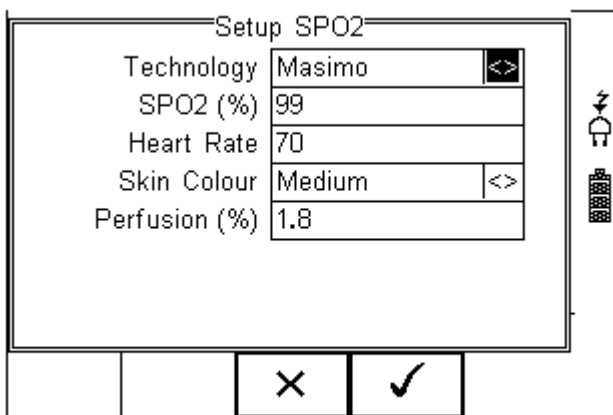 Setup SPO2
Technology Masimo <>
SPO2 (%) 99
Heart Rate 70
Skin Colour Medium <>
Perfusion (%) 1.8